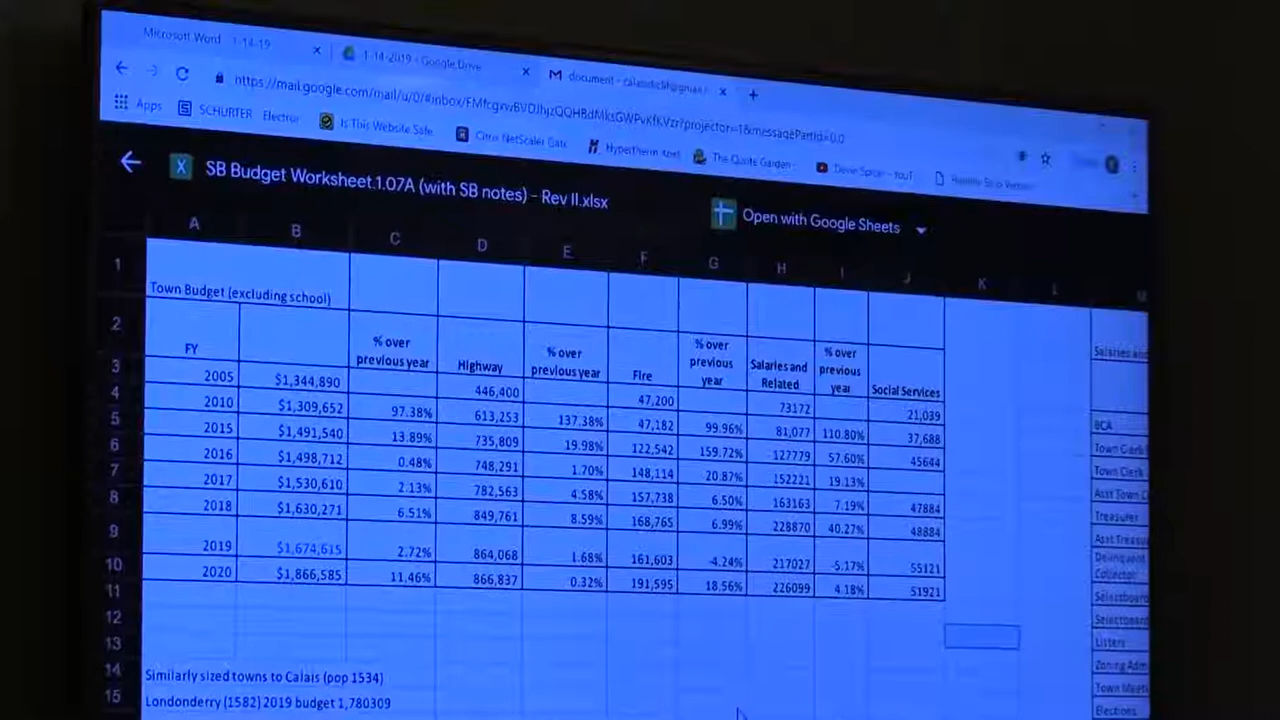 Microsoft Word 1-14-19
1-14-2019 - Google Drive
https://mail.google.com/mail/u/0/#inbox/
Apps
SCHURTER Electron
Is This Website Safe
Citrix NetScaler Gate
Hypertherm Xnet
The Quote Garden -
SB Budget Worksheet.1.07A (with SB notes) - Rev II.xlsx
Open with Google Sheets
A B C D E F G H I J K L M
1 Town Budget (excluding school)
2 FY % over previous year Highway % over previous year Fire % over previous year Salaries and Related % over previous year Social Services
3 2005 $1,344,890 446,400 47,200 73172 21,039
4 2010 $1,309,652 97.38% 613,253 137.38% 47,182 99.96% 81,077 110.80% 37,688
5 2015 $1,491,540 13.89% 735,809 19.98% 122,542 159.72% 127779 57.60% 45644
6 2016 $1,498,712 0.48% 748,291 1.70% 148,114 20.87% 152221 19.13%
7 2017 $1,530,610 2.13% 782,563 4.58% 157,738 6.50% 163163 7.19% 47884
8 2018 $1,630,271 6.51% 849,761 8.59% 168,765 6.99% 228870 40.27% 48884
9 2019 $1,674,615 2.72% 864,068 1.68% 161,603 -4.24% 217027 -5.17% 55121
10 2020 $1,866,585 11.46% 866,837 0.32% 191,595 18.56% 226099 4.18% 51921
11
12
13
14 Similarly sized towns to Calais (pop 1534)
15 Londonderry (1582) 2019 budget 1,780309
Salaries and
BCA
Town Clerk
Town Clerk
Asst Town C
Treasurer
Asst Treasu
Delinquent
Collector
Selectboard
Selectboard
Listers
Zoning Adm
Town Meeti
Elections